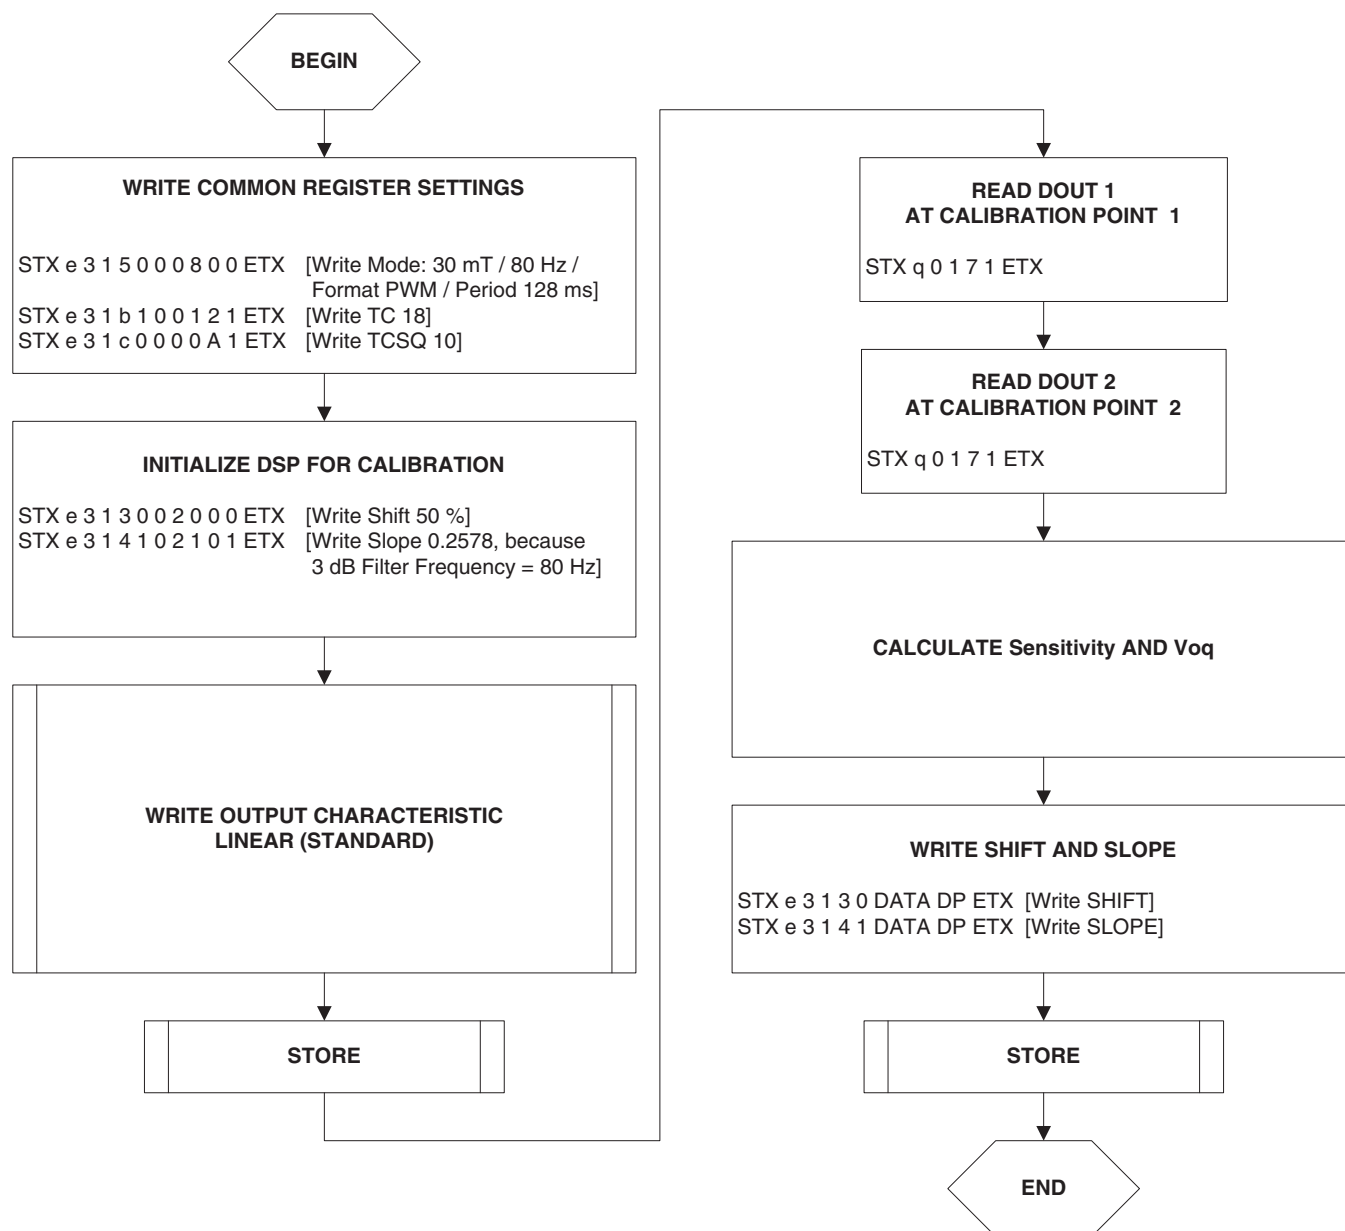 BEGIN
WRITE COMMON REGISTER SETTINGS
STX e 3 1 5 0 0 0 8 0 0 ETX [Write Mode: 30 mT / 80 Hz /
Format PWM / Period 128 ms]
STX e 3 1 b 1 0 0 1 2 1 ETX [Write TC 18]
STX e 3 1 c 0 0 0 0 A 1 ETX [Write TCSQ 10]
INITIALIZE DSP FOR CALIBRATION
STX e 3 1 3 0 0 2 0 0 0 ETX [Write Shift 50 %]
STX e 3 1 4 1 0 2 1 0 1 ETX [Write Slope 0.2578, because
3 dB Filter Frequency = 80 Hz]
WRITE OUTPUT CHARACTERISTIC
LINEAR (STANDARD)
STORE
READ DOUT 1
AT CALIBRATION POINT 1
STX q 0 1 7 1 ETX
READ DOUT 2
AT CALIBRATION POINT 2
STX q 0 1 7 1 ETX
CALCULATE Sensitivity AND Voq
WRITE SHIFT AND SLOPE
STX e 3 1 3 0 DATA DP ETX [Write SHIFT]
STX e 3 1 4 1 DATA DP ETX [Write SLOPE]
STORE
END